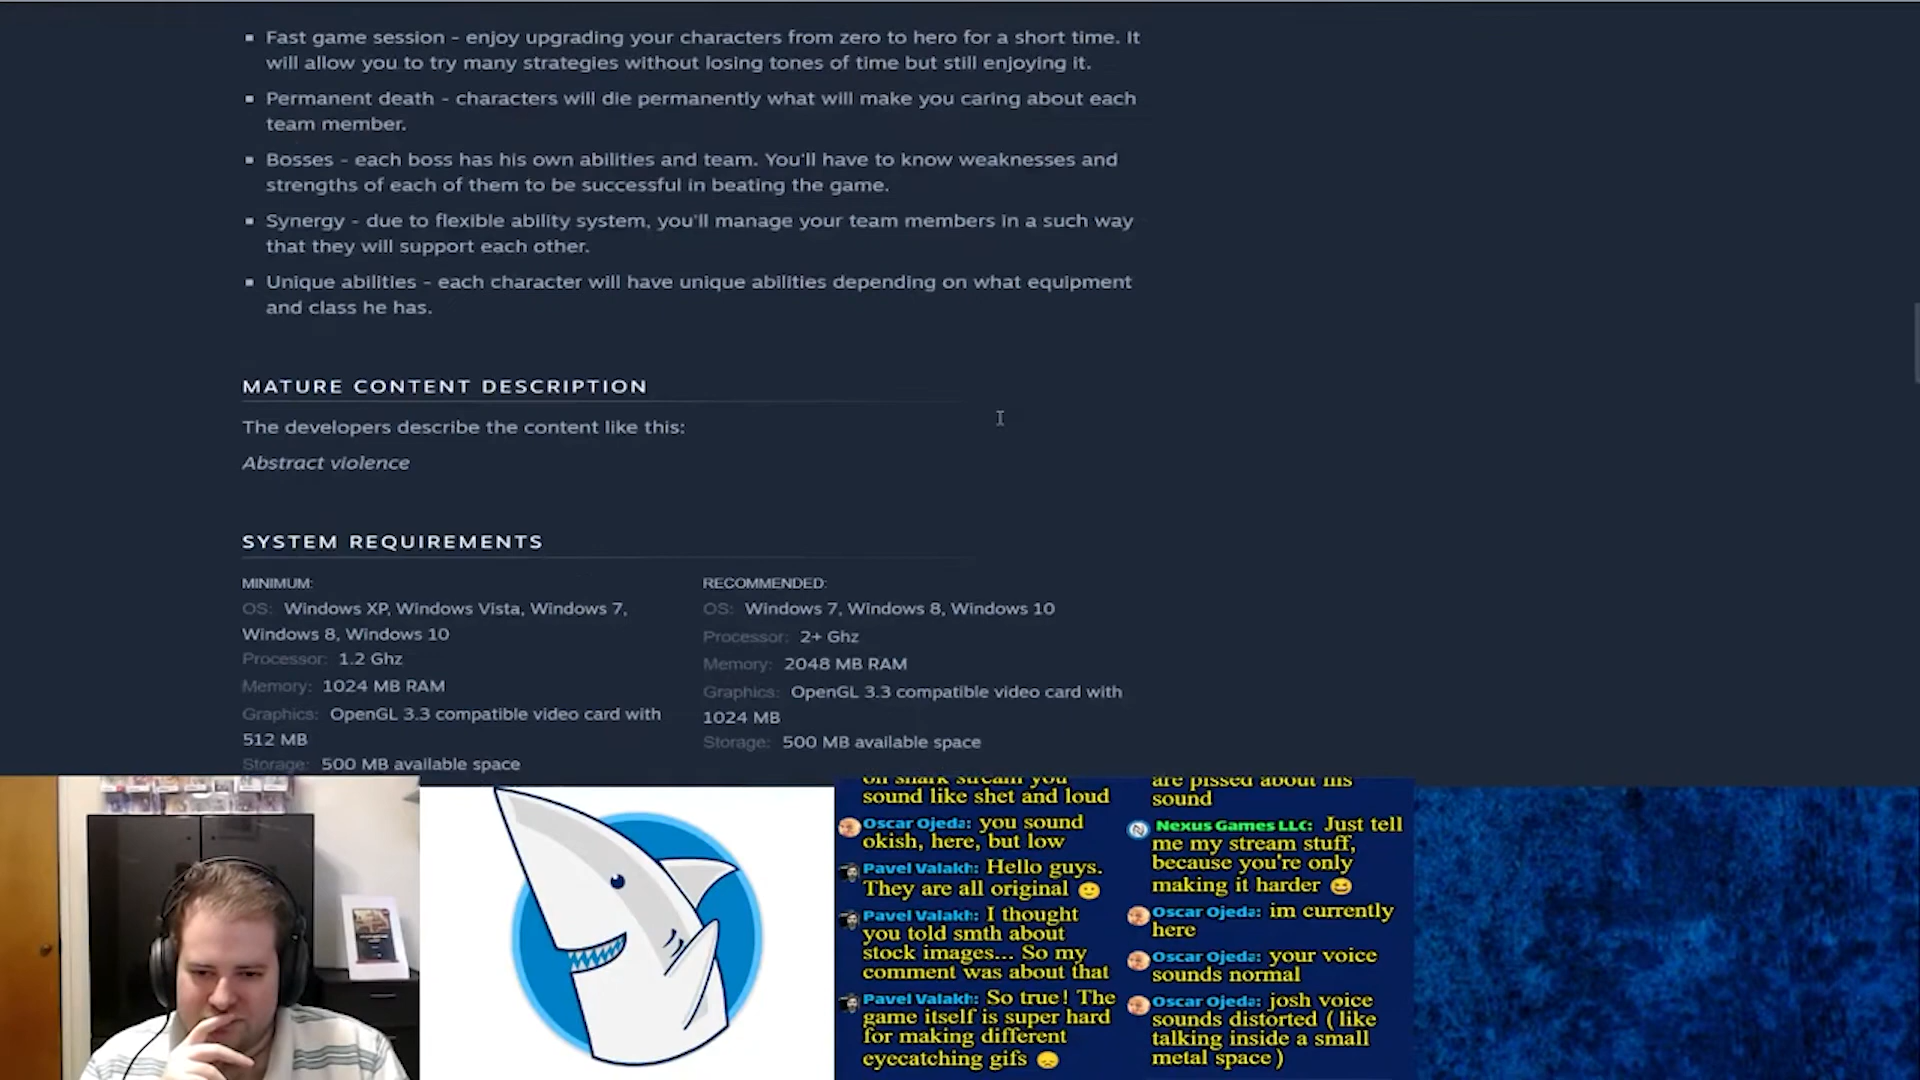 ▪ Fast game session - enjoy upgrading your characters from zero to hero for a short time. It
will allow you to try many strategies without losing tones of time but still enjoying it.
▪ Permanent death - characters will die permanently what will make you caring about each
team member.
▪ Bosses - each boss has his own abilities and team. You'll have to know weaknesses and
strengths of each of them to be successful in beating the game.
▪ Synergy - due to flexible ability system, you'll manage your team members in a such way
that they will support each other.
▪ Unique abilities - each character will have unique abilities depending on what equipment
and class he has.
MATURE CONTENT DESCRIPTION
The developers describe the content like this:
Abstract violence
SYSTEM REQUIREMENTS
MINIMUM:
OS: Windows XP, Windows Vista, Windows 7,
Windows 8, Windows 10
Processor: 1.2 Ghz
Memory: 1024 MB RAM
Graphics: OpenGL 3.3 compatible video card with
512 MB
Storage: 500 MB available space
RECOMMENDED:
OS: Windows 7, Windows 8, Windows 10
Processor: 2+ Ghz
Memory: 2048 MB RAM
Graphics: OpenGL 3.3 compatible video card with
1024 MB
Storage: 500 MB available space
on shark stream you
sound like shet and loud
Oscar Ojeda: you sound
okish, here, but low
Pavel Valakh: Hello guys.
They are all original 🙂
Pavel Valakh: I thought
you told smth about
stock images... So my
comment was about that
Pavel Valakh: So true! The
game itself is super hard
for making different
eyecatching gifs 😞
are pissed about his
sound
Nexus Games LLC: Just tell
me my stream stuff,
because you're only
making it harder 😆
Oscar Ojeda: im currently
here
Oscar Ojeda: your voice
sounds normal
Oscar Ojeda: josh voice
sounds distorted ( like
talking inside a small
metal space )